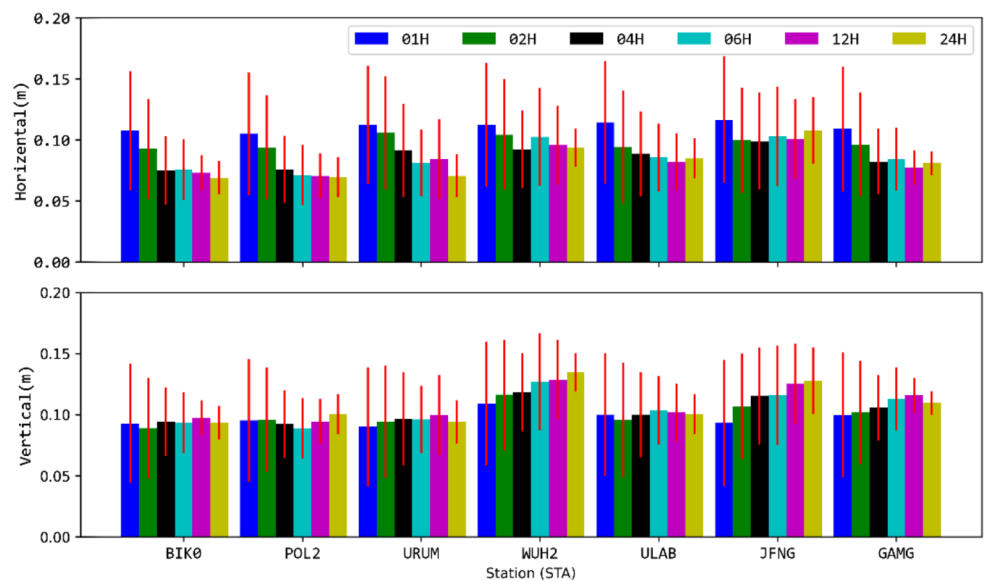 0.20
01H 02H 04H 06H 12H 24H
0.15
0.10
0.05
0.00
Horizental(m)
0.20
0.15
0.10
0.05
0.00
Vertical(m)
BIK0 POL2 URUM WUH2 ULAB JFNG GAMG
Station (STA)